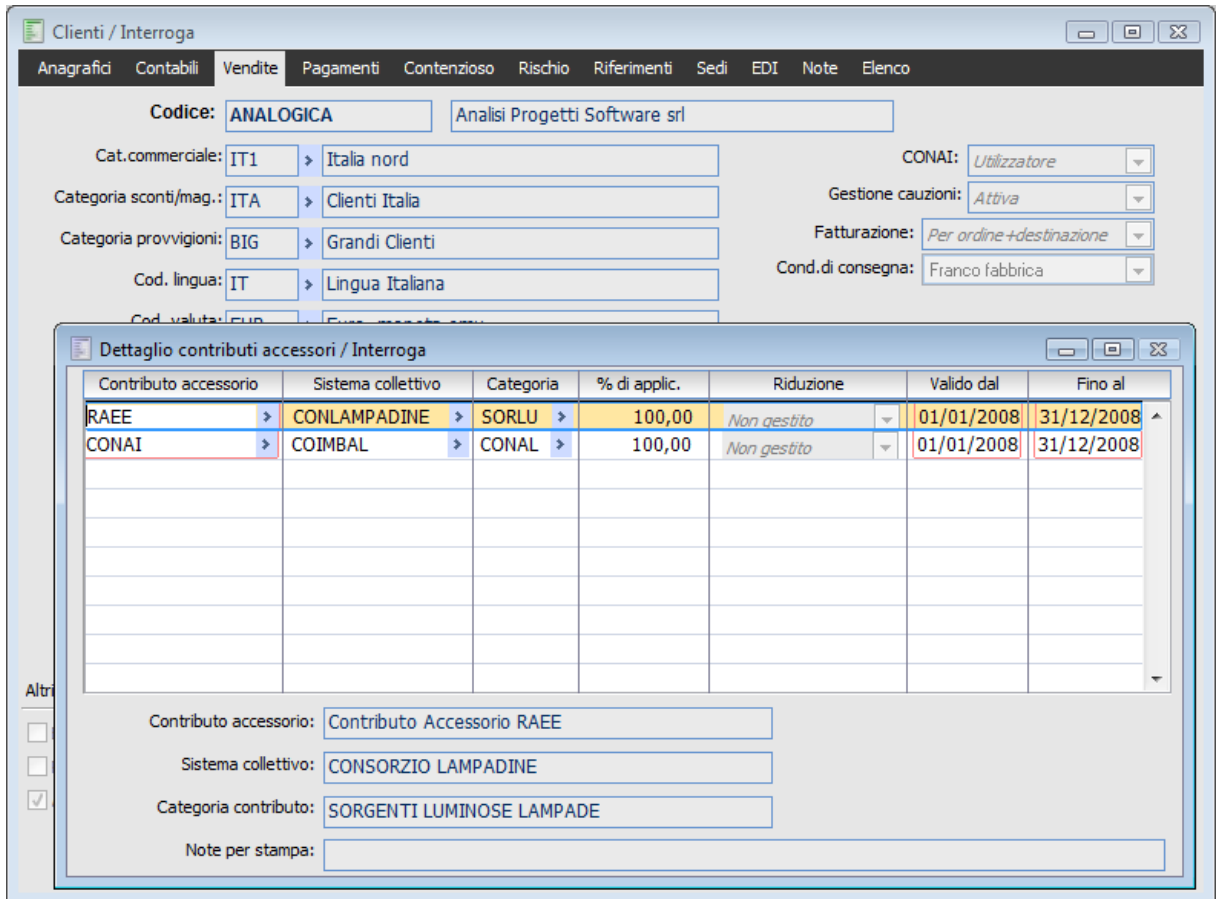 Clienti / Interroga
Anagrafici Contabili Vendite Pagamenti Contenzioso Rischio Riferimenti Sedi EDI Note Elenco
Codice: ANALOGICA Analisi Progetti Software srl
Cat.commerciale: IT1 Italia nord CONAI: Utilizzatore
Categoria sconti/mag.: ITA Clienti Italia Gestione cauzioni: Attiva
Categoria provvigioni: BIG Grandi Clienti Fatturazione: Per ordine+destinazione
Cod. lingua: IT Lingua Italiana Cond.di consegna: Franco fabbrica
Cod. valuta: EUR
Dettaglio contributi accessori / Interroga
Contributo accessorio Sistema collettivo Categoria % di applic. Riduzione Valido dal Fino al
RAEE CONLAMPADINE SORLU 100,00 Non gestito 01/01/2008 31/12/2008
CONAI COIMBAL CONAL 100,00 Non gestito 01/01/2008 31/12/2008
Altri
Contributo accessorio: Contributo Accessorio RAEE
Sistema collettivo: CONSORZIO LAMPADINE
Categoria contributo: SORGENTI LUMINOSE LAMPADE
Note per stampa: